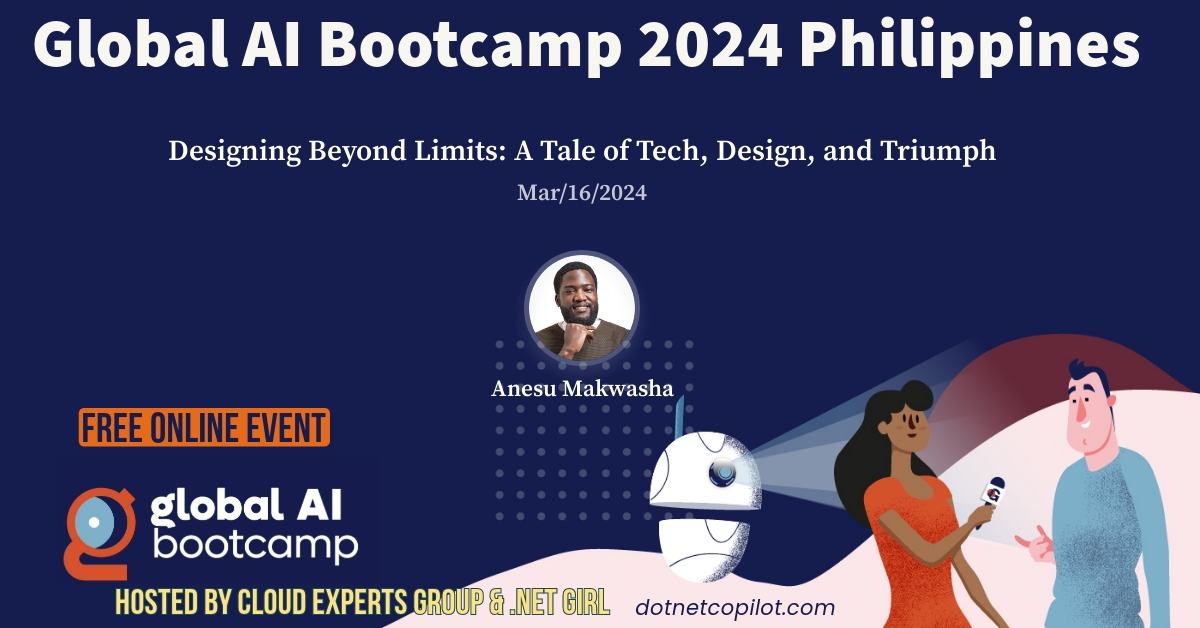 Global AI Bootcamp 2024 Philippines
Designing Beyond Limits: A Tale of Tech, Design, and Triumph
Mar/16/2024
Anesu Makwasha
FREE ONLINE EVENT
global AI
bootcamp
HOSTED BY CLOUD EXPERTS GROUP & .NET GIRL
dotnetcopilot.com